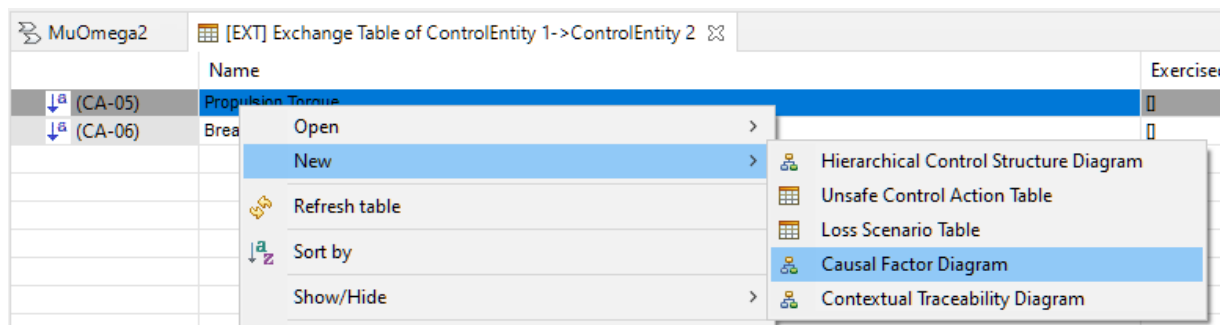 MuOmega2 [EXT] Exchange Table of ControlEntity 1->ControlEntity 2
Name Exercised
(CA-05) Propulsion Torque []
(CA-06) Brea []
Open
New
Refresh table
Sort by
Show/Hide
Hierarchical Control Structure Diagram
Unsafe Control Action Table
Loss Scenario Table
Causal Factor Diagram
Contextual Traceability Diagram